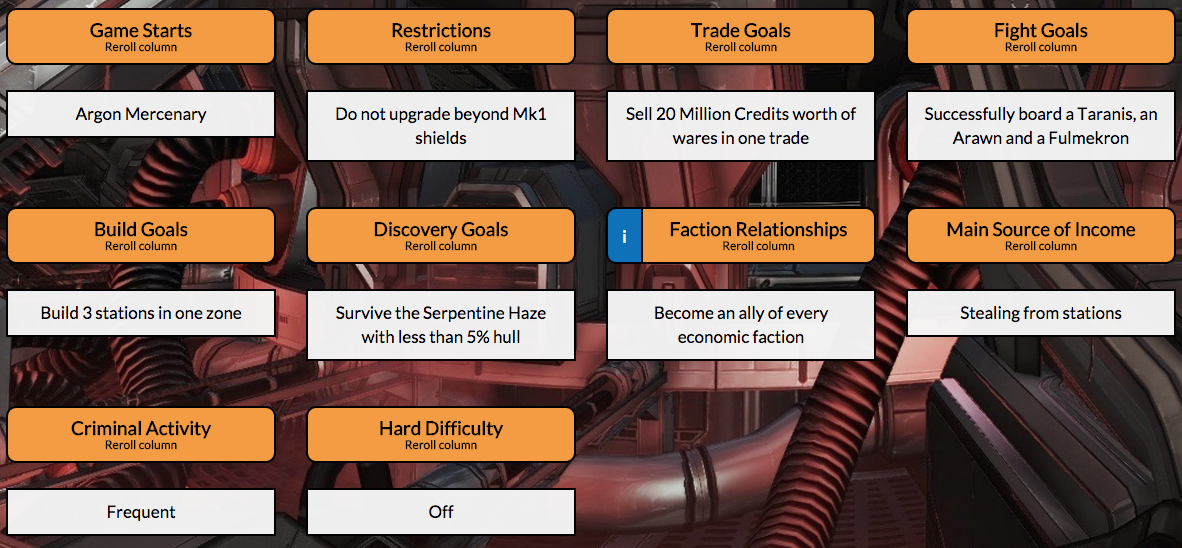 Game Starts
Reroll column
Argon Mercenary
Restrictions
Reroll column
Do not upgrade beyond Mk1
shields
Trade Goals
Reroll column
Sell 20 Million Credits worth of
wares in one trade
Fight Goals
Reroll column
Successfully board a Taranis, an
Arawn and a Fulmekron
Build Goals
Reroll column
Build 3 stations in one zone
Discovery Goals
Reroll column
Survive the Serpentine Haze
with less than 5% hull
i
Faction Relationships
Reroll column
Become an ally of every
economic faction
Main Source of Income
Reroll column
Stealing from stations
Criminal Activity
Reroll column
Frequent
Hard Difficulty
Reroll column
Off